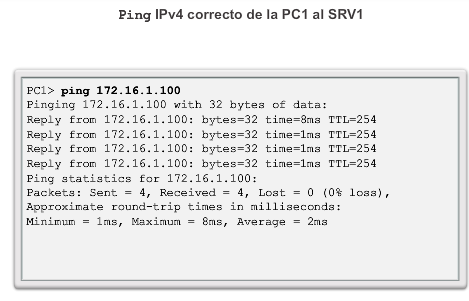 Ping IPv4 correcto de la PC1 al SRV1
PC1> ping 172.16.1.100
Pinging 172.16.1.100 with 32 bytes of data:
Reply from 172.16.1.100: bytes=32 time=8ms TTL=254
Reply from 172.16.1.100: bytes=32 time=1ms TTL=254
Reply from 172.16.1.100: bytes=32 time=1ms TTL=254
Reply from 172.16.1.100: bytes=32 time=1ms TTL=254
Ping statistics for 172.16.1.100:
Packets: Sent = 4, Received = 4, Lost = 0 (0% loss),
Approximate round-trip times in milliseconds:
Minimum = 1ms, Maximum = 8ms, Average = 2ms